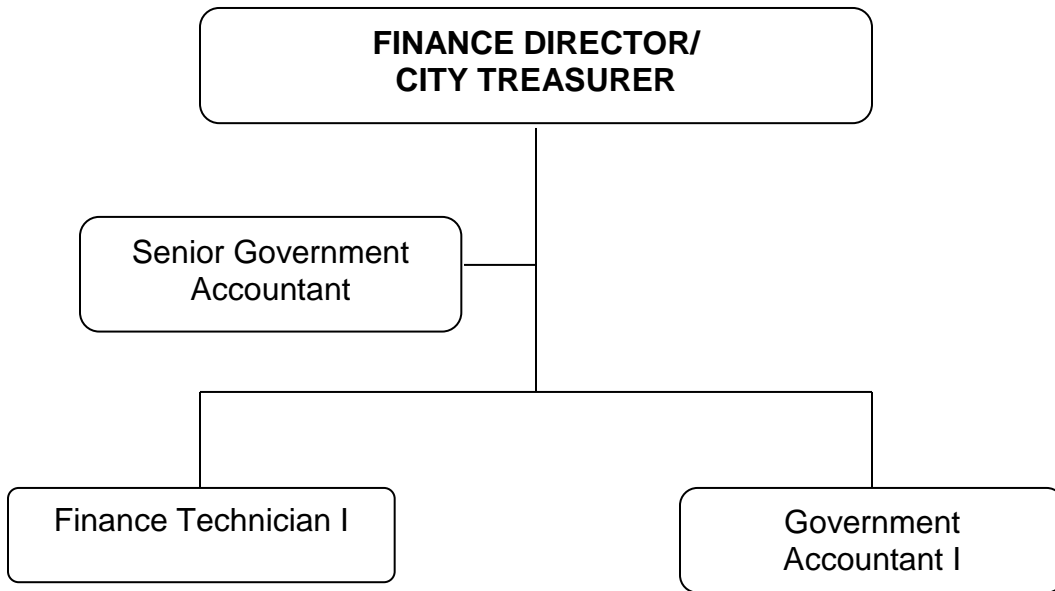 FINANCE DIRECTOR/
CITY TREASURER
Senior Government
Accountant
Finance Technician I
Government
Accountant I